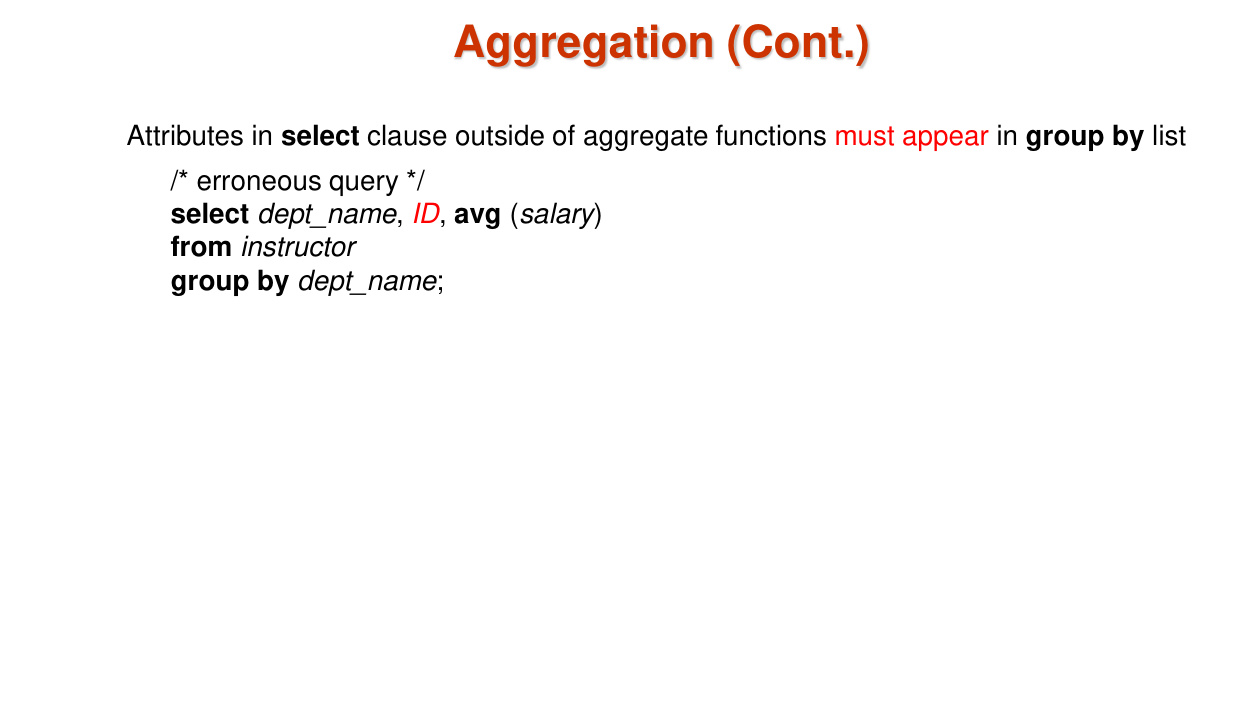 Aggregation (Cont.)
Attributes in select clause outside of aggregate functions must appear in group by list
/* erroneous query */
select dept_name, ID, avg (salary)
from instructor
group by dept_name;